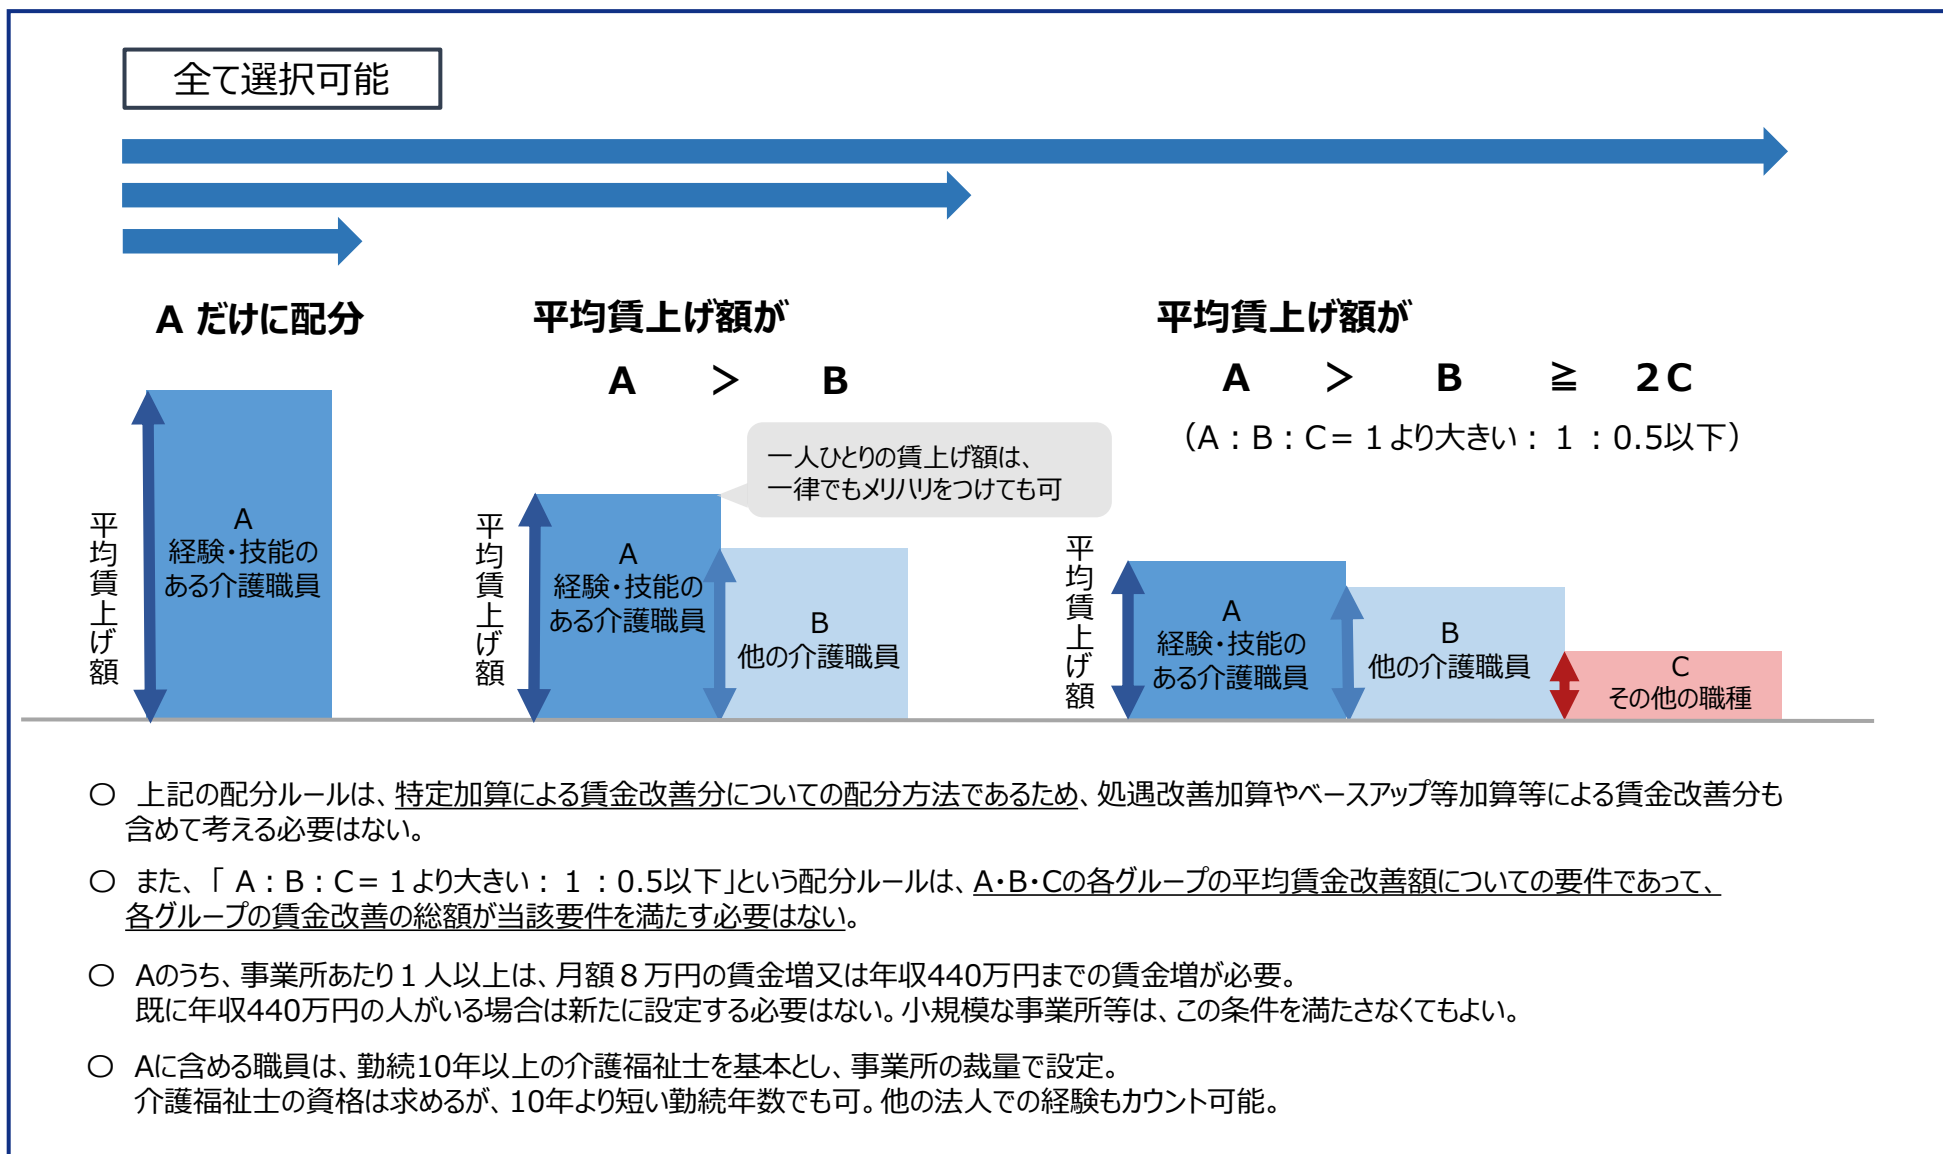 全て選択可能
A だけに配分
平均賃上げ額が
A ＞ B
平均賃上げ額が
A ＞ B ≧ 2C
（A：B：C=１より大きい：１：0.5以下）
一人ひとりの賃上げ額は、
一律でもメリハリをつけても可
平均賃上げ額
A
経験・技能の
ある介護職員
平均賃上げ額
A
経験・技能の
ある介護職員
B
他の介護職員
平均賃上げ額
A
経験・技能の
ある介護職員
B
他の介護職員
C
その他の職種
○ 上記の配分ルールは、特定加算による賃金改善分についての配分方法であるため、処遇改善加算やベースアップ等加算等による賃金改善分も
含めて考える必要はない。
○ また、「A：B：C=１より大きい：１：0.5以下」という配分ルールは、A・B・Cの各グループの平均賃金改善額についての要件であって、
各グループの賃金改善の総額が当該要件を満たす必要はない。
○ Aのうち、事業所あたり１人以上は、月額８万円の賃金増又は年収440万円までの賃金増が必要。
既に年収440万円の人がいる場合は新たに設定する必要はない。小規模な事業所等は、この条件を満たさなくてもよい。
○ Aに含める職員は、勤続10年以上の介護福祉士を基本とし、事業所の裁量で設定。
介護福祉士の資格は求めるが、10年より短い勤続年数でも可。他の法人での経験もカウント可能。